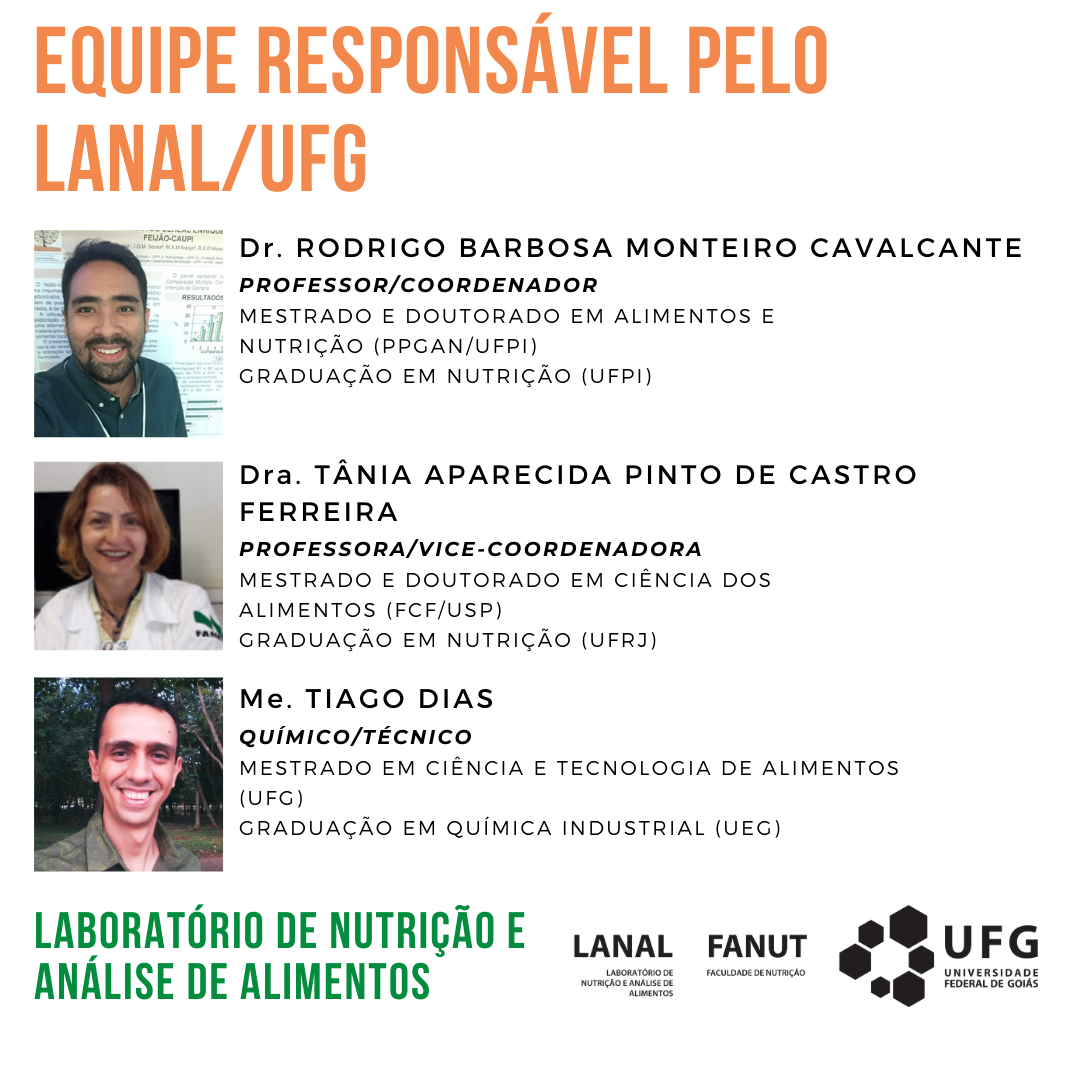 EQUIPE RESPONSÁVEL PELO
LANAL/UFG
FEIJÃO-CAUPI
RESULTADOS
Dr. RODRIGO BARBOSA MONTEIRO CAVALCANTE
PROFESSOR/COORDENADOR
MESTRADO E DOUTORADO EM ALIMENTOS E
NUTRIÇÃO (PPGAN/UFPI)
GRADUAÇÃO EM NUTRIÇÃO (UFPI)
Dra. TÂNIA APARECIDA PINTO DE CASTRO
FERREIRA
PROFESSORA/VICE-COORDENADORA
MESTRADO E DOUTORADO EM CIÊNCIA DOS
ALIMENTOS (FCF/USP)
GRADUAÇÃO EM NUTRIÇÃO (UFRJ)
Me. TIAGO DIAS
QUÍMICO/TÉCNICO
MESTRADO EM CIÊNCIA E TECNOLOGIA DE ALIMENTOS
(UFG)
GRADUAÇÃO EM QUÍMICA INDUSTRIAL (UEG)
LABORATÓRIO DE NUTRIÇÃO E
ANÁLISE DE ALIMENTOS
LANAL
LABORATÓRIO DE
NUTRIÇÃO E ANÁLISE DE
ALIMENTOS
FANUT
FACULDADE DE NUTRIÇÃO
UFG
UNIVERSIDADE
FEDERAL DE GOIÁS